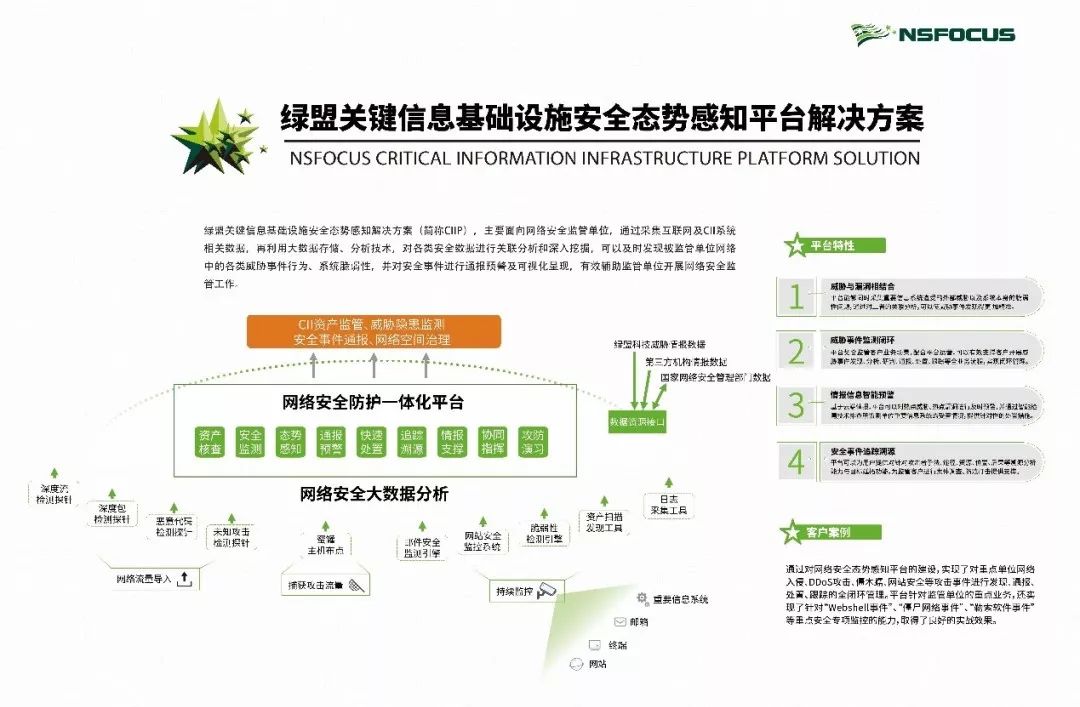 NSFOCUS
绿盟关键信息基础设施安全态势感知平台解决方案
NSFOCUS CRITICAL INFORMATION INFRASTRUCTURE PLATFORM SOLUTION
绿盟关键信息基础设施安全态势感知解决方案（简称CIIP），主要面向网络安全监管单位，通过采集互联网及CII系统
相关数据，再利用大数据存储、分析技术，对各类安全数据进行关联分析和深入挖掘，可以及时发现被监管单位网络
中的各类威胁事件行为、系统脆弱性，并对安全事件进行通报预警及可视化呈现，有效辅助监管单位开展网络安全监
管工作。
CII资产监管、威胁隐患监测
安全事件通报、网络空间治理
绿盟科技威胁情报数据
第三方机构情报数据
国家网络安全管理部门数据
数据资源接口
网络安全防护一体化平台
资产核查
安全监测
态势感知
通报预警
快速处置
追踪溯源
情报支撑
协同指挥
攻防演习
网络安全大数据分析
深度流
检测探针
深度包
检测探针
恶意代码
检测探针
未知攻击
检测探针
蜜罐
主机布点
邮件安全
监测引擎
网站安全
监控系统
脆弱性
检测引擎
资产扫描
发现工具
日志
采集工具
网络流量导入
捕获攻击流量
持续监控
重要信息系统
邮箱
终端
网站
平台特性
1
威胁与漏洞相结合
2
威胁事件监测闭环
3
情报信息智能预警
4
安全事件追踪溯源
客户案例
通过对网络安全态势感知平台的建设，实现了对重点单位网络
入侵、DDoS攻击、僵木蠕、网站安全等攻击事件进行发现、通报、
处置、跟踪的全闭环管理。平台针对监管单位的重点业务，还实
现了针对“Webshell事件”、“僵尸网络事件”、“勒索软件事件”
等重点安全专项监控的能力，取得了良好的实战效果。